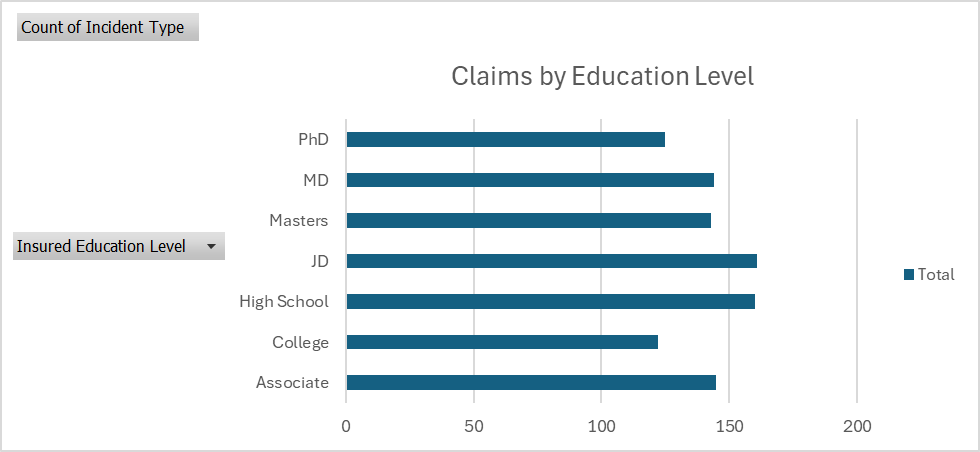 Count of Incident Type
Claims by Education Level
PhD
MD
Masters
Insured Education Level
JD
High School
College
Associate
Total
0 50 100 150 200